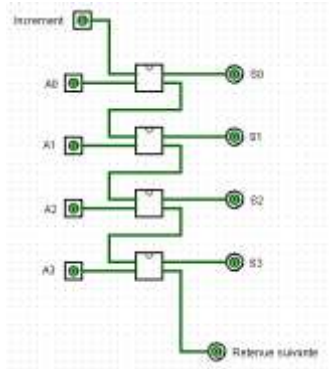 Increment
A0
S0
A1
S1
A2
S2
A3
S3
Retenue suivante